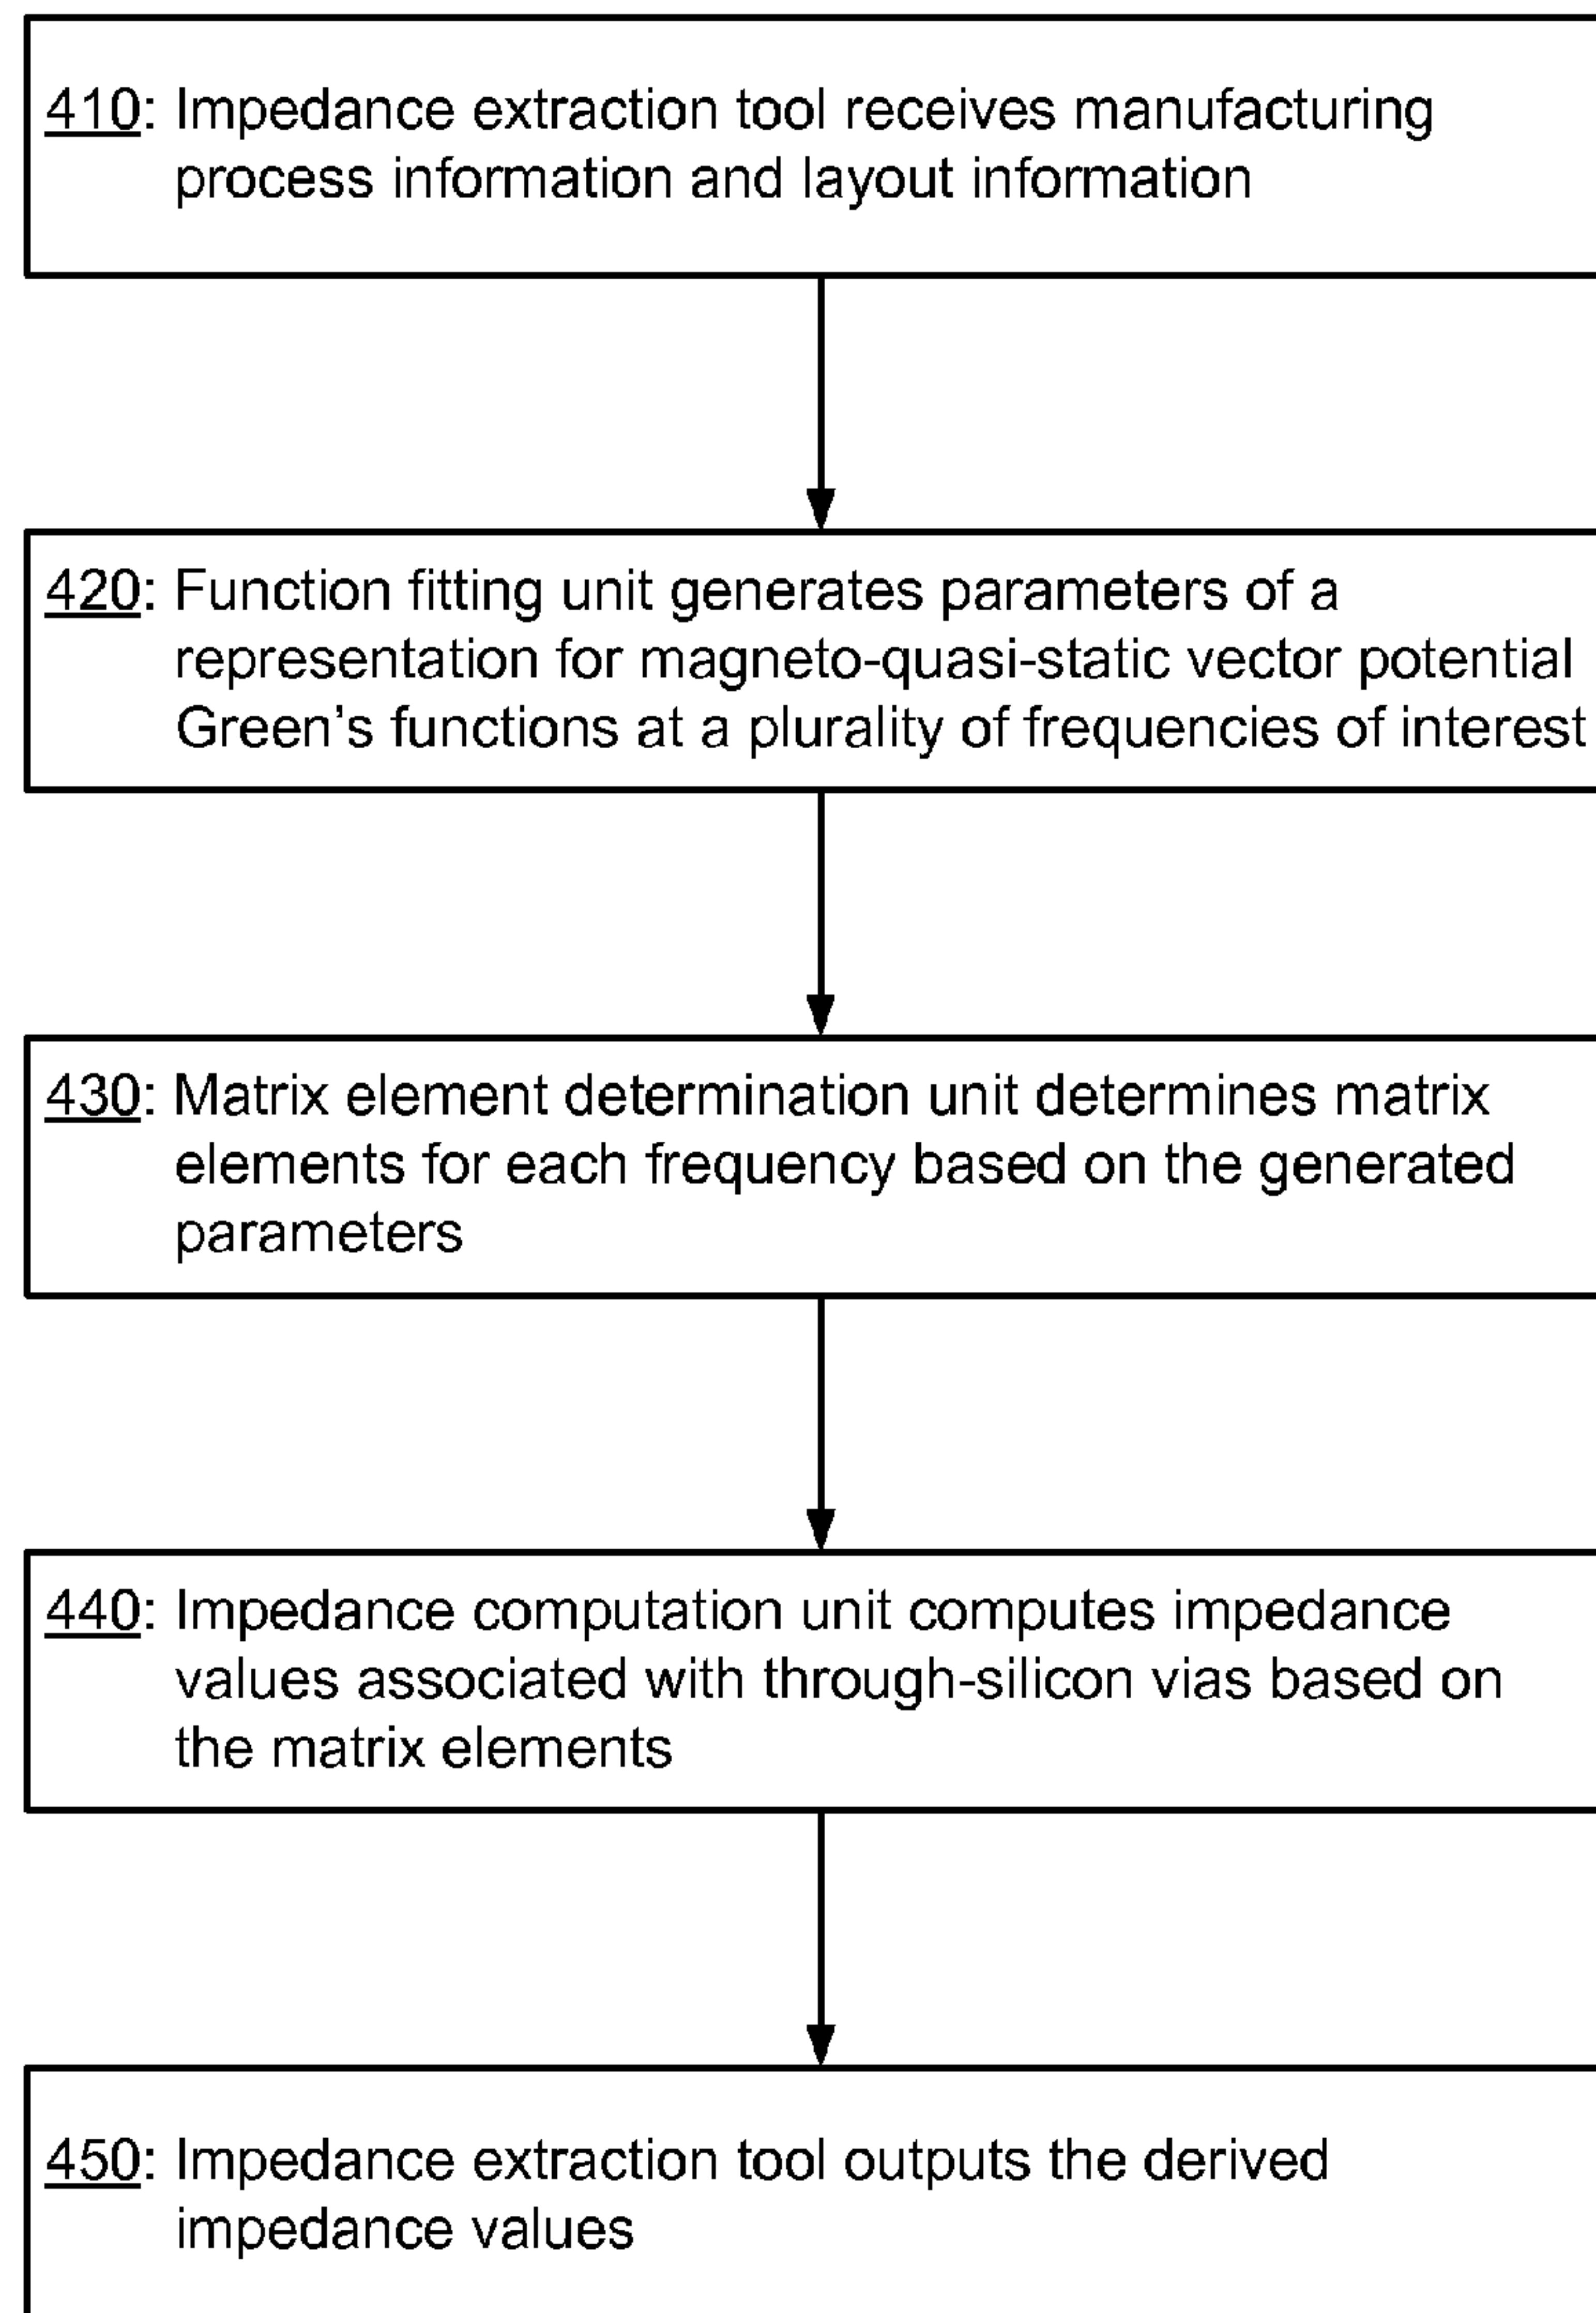 410: Impedance extraction tool receives manufacturing
process information and layout information
420: Function fitting unit generates parameters of a
representation for magneto-quasi-static vector potential
Green's functions at a plurality of frequencies of interest
430: Matrix element determination unit determines matrix
elements for each frequency based on the generated
parameters
440: Impedance computation unit computes impedance
values associated with through-silicon vias based on
the matrix elements
450: Impedance extraction tool outputs the derived
impedance values